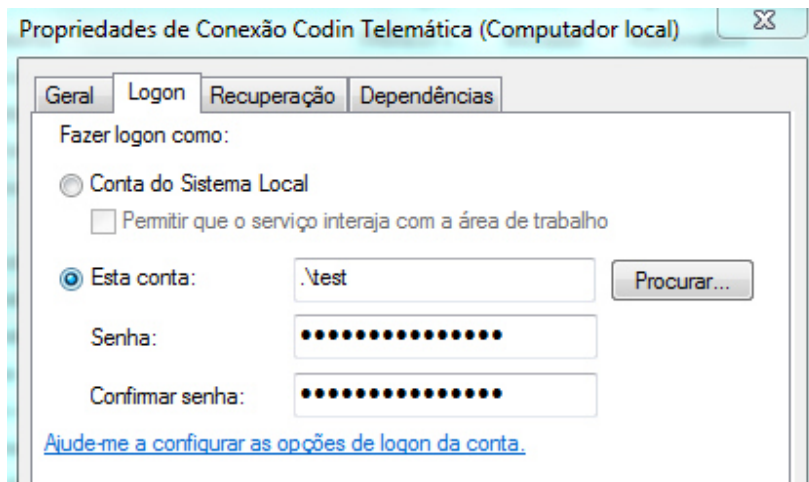 Propriedades de Conexão Codin Telemática (Computador local)
Geral Logon Recuperação Dependências
Fazer logon como:
Conta do Sistema Local
Permitir que o serviço interaja com a área de trabalho
Esta conta: .\test Procurar...
Senha: •••••••••••••••
Confirmar senha: •••••••••••••••
Ajude-me a configurar as opções de logon da conta.